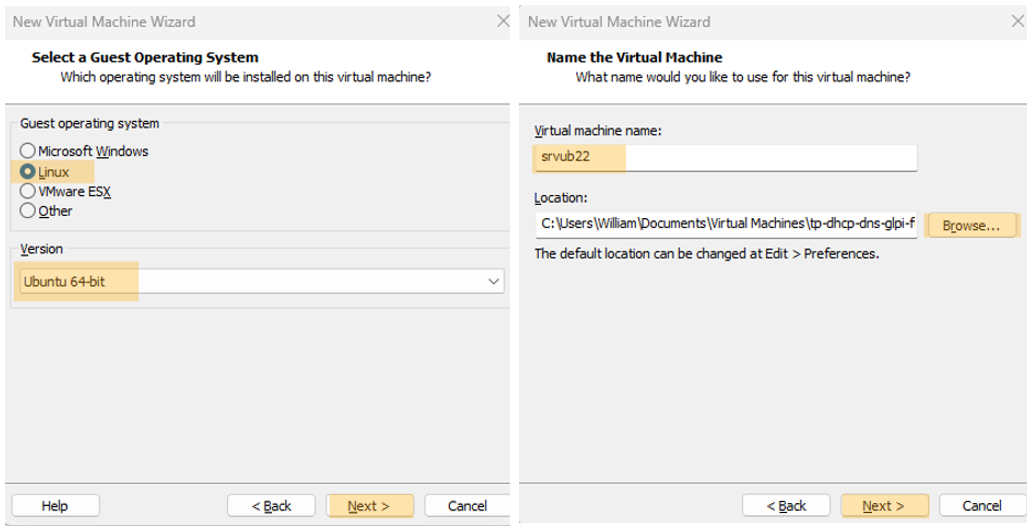 New Virtual Machine Wizard
Select a Guest Operating System
Which operating system will be installed on this virtual machine?
Guest operating system
Microsoft Windows
Linux
VMware ESX
Other
Version
Ubuntu 64-bit
Help
< Back
Next >
Cancel
New Virtual Machine Wizard
Name the Virtual Machine
What name would you like to use for this virtual machine?
Virtual machine name:
srvub22
Location:
C:\Users\William\Documents\Virtual Machines\tp-dhcp-dns-glpi-f
Browse...
The default location can be changed at Edit > Preferences.
< Back
Next >
Cancel